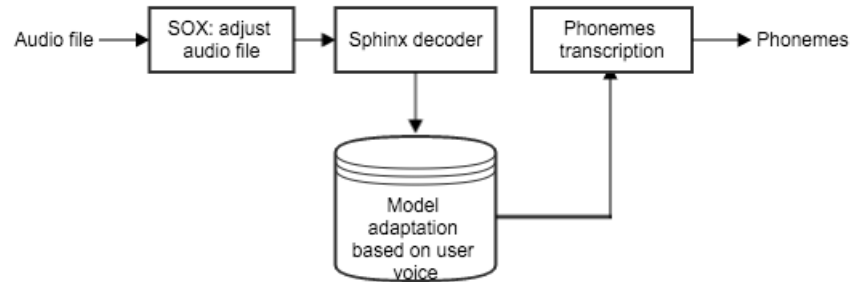 Audio file
SOX: adjust
audio file
Sphinx decoder
Phonemes
transcription
Phonemes
Model
adaptation
based on user
voice